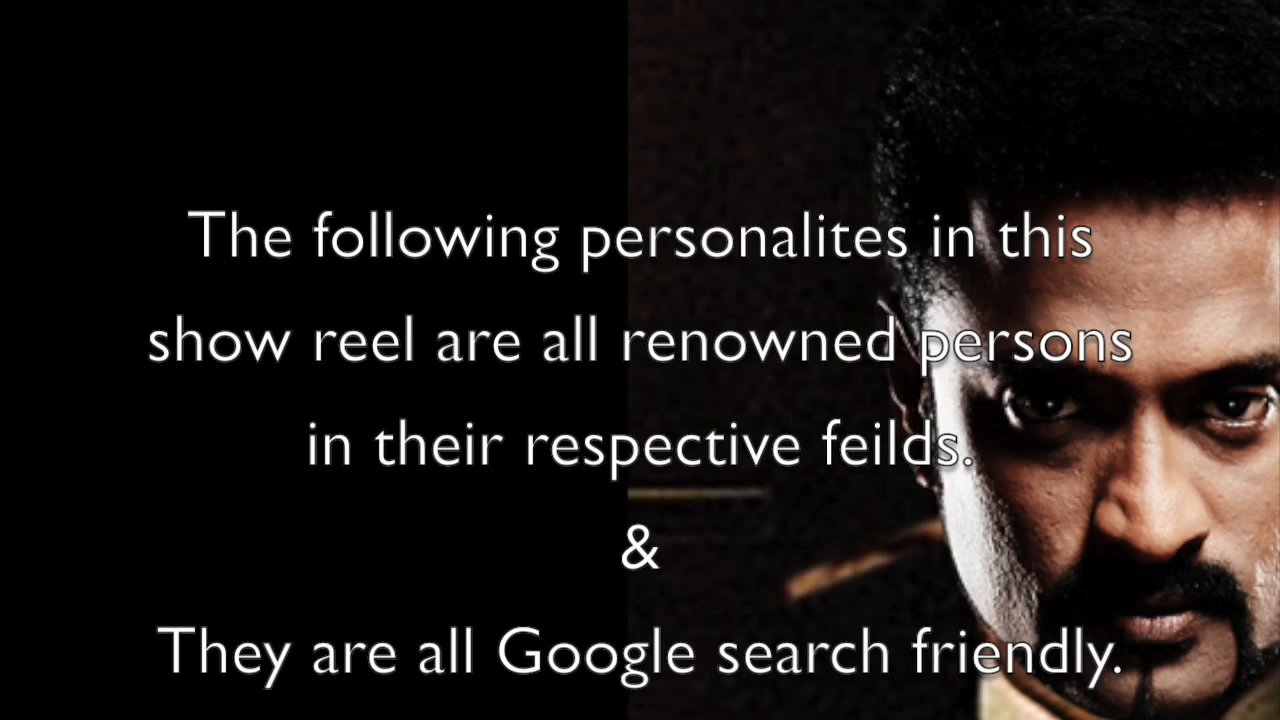 The following personalites in this
show reel are all renowned persons
in their respective feilds.
&
They are all Google search friendly.